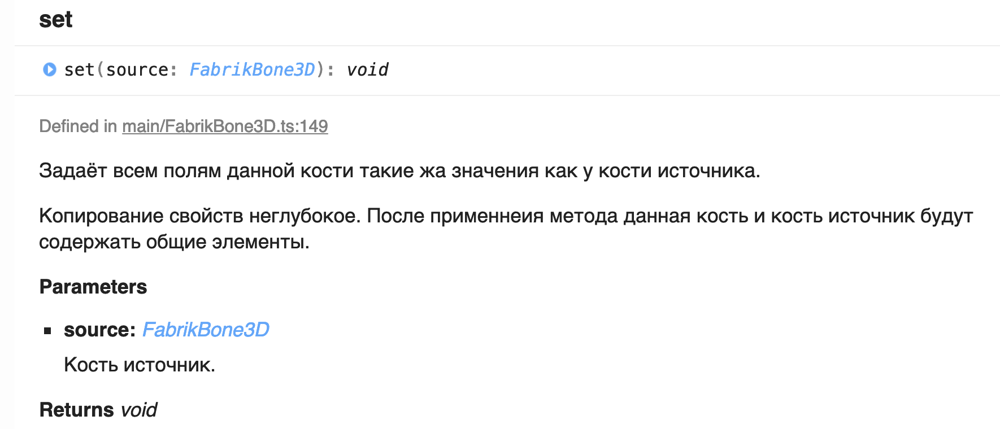 set
set(source: FabrikBone3D): void
Defined in main/FabrikBone3D.ts:149
Задаёт всем полям данной кости такие жа значения как у кости источника.
Копирование свойств неглубокое. После применнеия метода данная кость и кость источник будут
содержать общие элементы.
Parameters
▪ source: FabrikBone3D
Кость источник.
Returns void